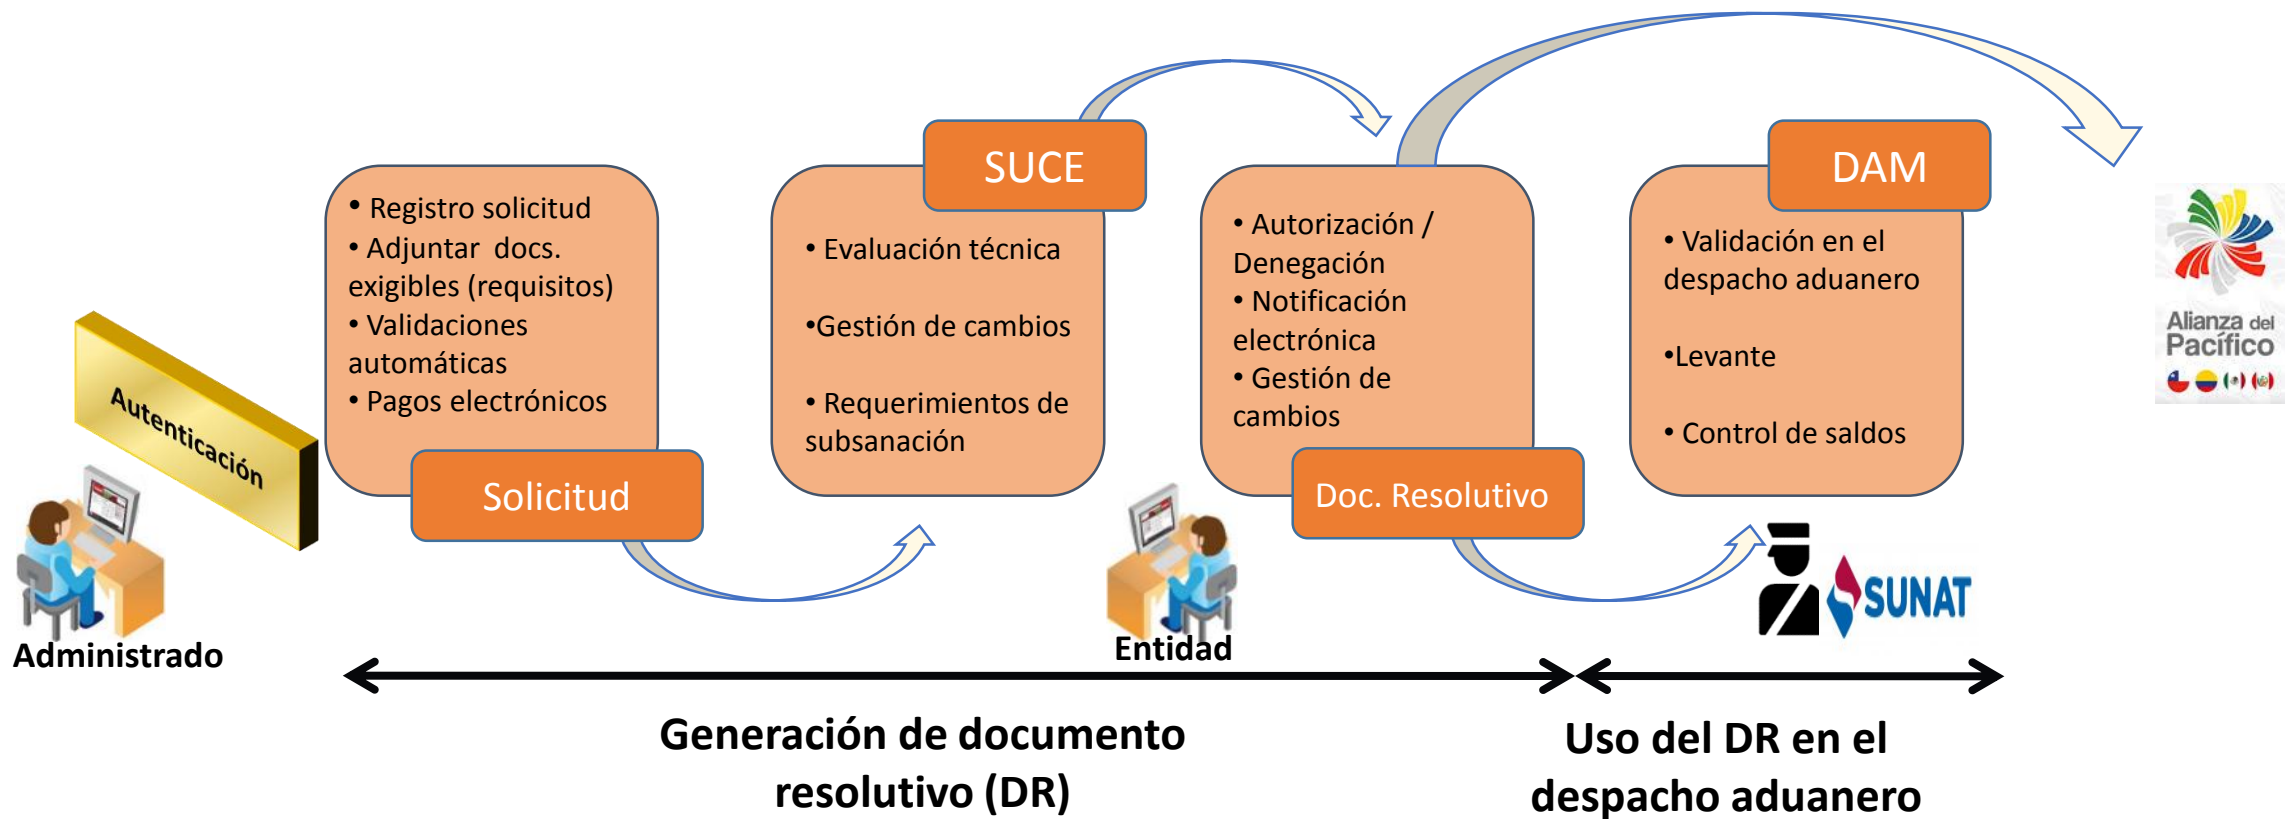 Autenticación
Administrado
• Registro solicitud
• Adjuntar docs.
exigibles (requisitos)
• Validaciones
automáticas
• Pagos electrónicos
Solicitud
SUCE
• Evaluación técnica
•Gestión de cambios
• Requerimientos de
subsanación
Entidad
• Autorización /
Denegación
• Notificación
electrónica
• Gestión de
cambios
Doc. Resolutivo
DAM
• Validación en el
despacho aduanero
•Levante
• Control de saldos
SUNAT
Alianza del
Pacífico
Generación de documento
resolutivo (DR)
Uso del DR en el
despacho aduanero